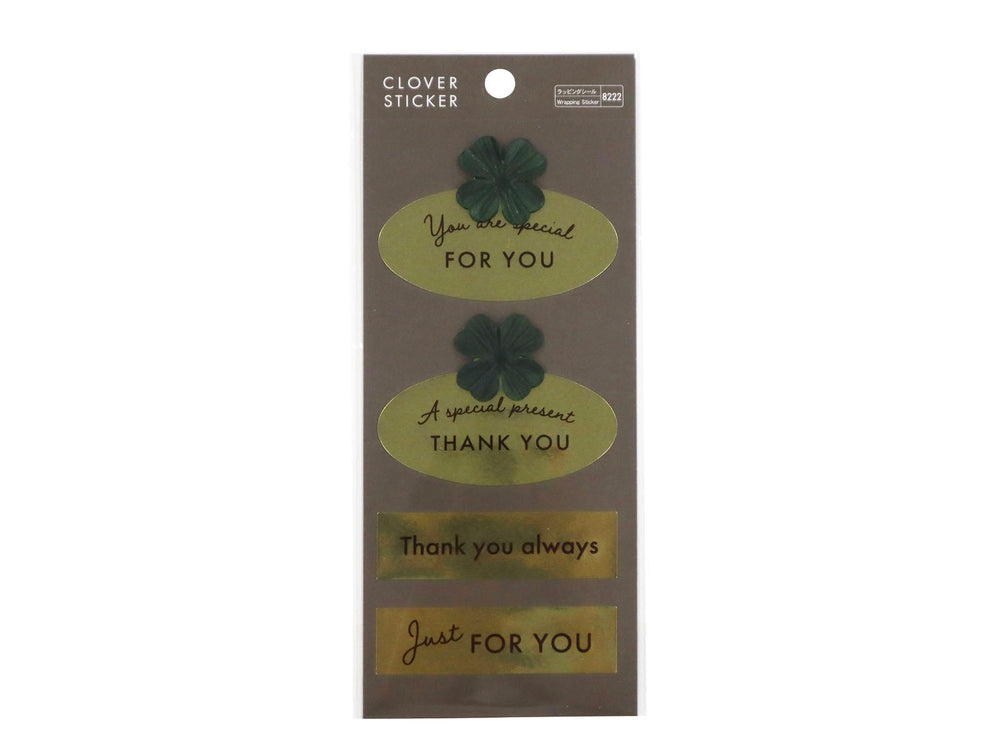 CLOVER
STICKER
ラッピングシール
Wrapping Sticker
8222
You are special
FOR YOU
A special present
THANK YOU
Thank you always
Just FOR YOU